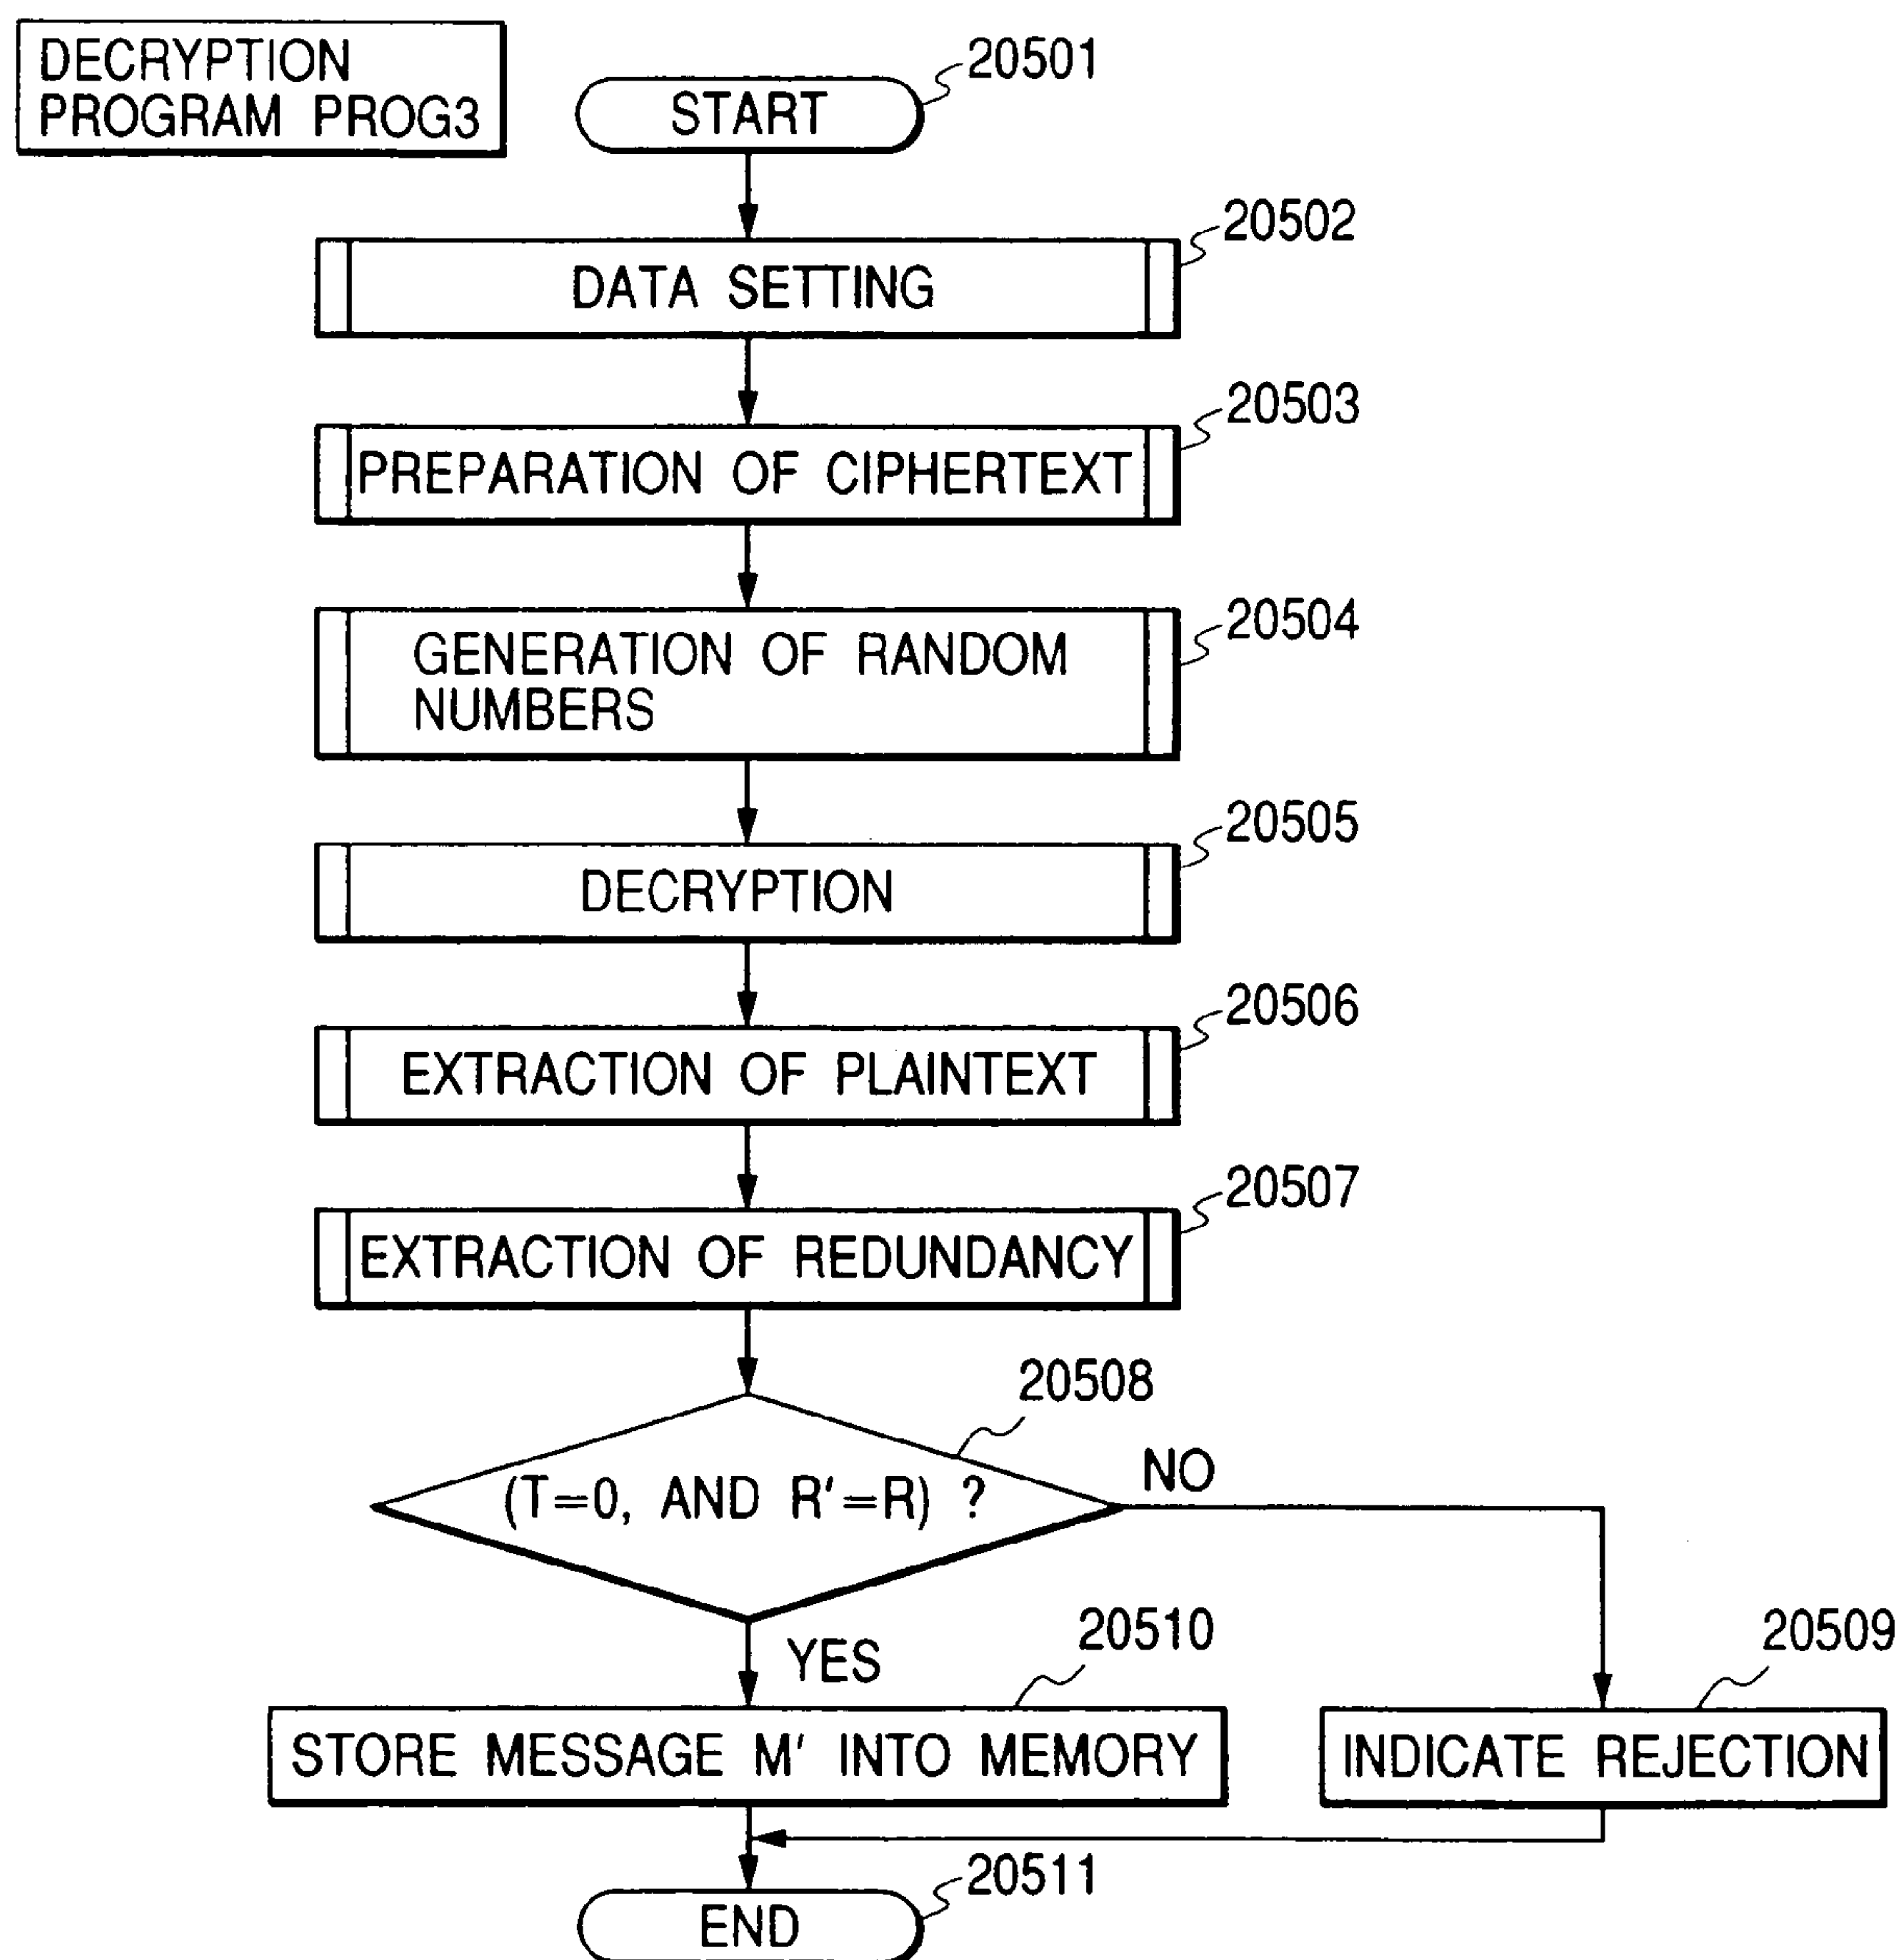 DECRYPTION
PROGRAM PROG3
START
20501
DATA SETTING
20502
PREPARATION OF CIPHERTEXT
20503
GENERATION OF RANDOM
NUMBERS
20504
DECRYPTION
20505
EXTRACTION OF PLAINTEXT
20506
EXTRACTION OF REDUNDANCY
20507
20508
(T=0, AND R'=R) ?
NO
YES
20510
20509
STORE MESSAGE M' INTO MEMORY
INDICATE REJECTION
20511
END